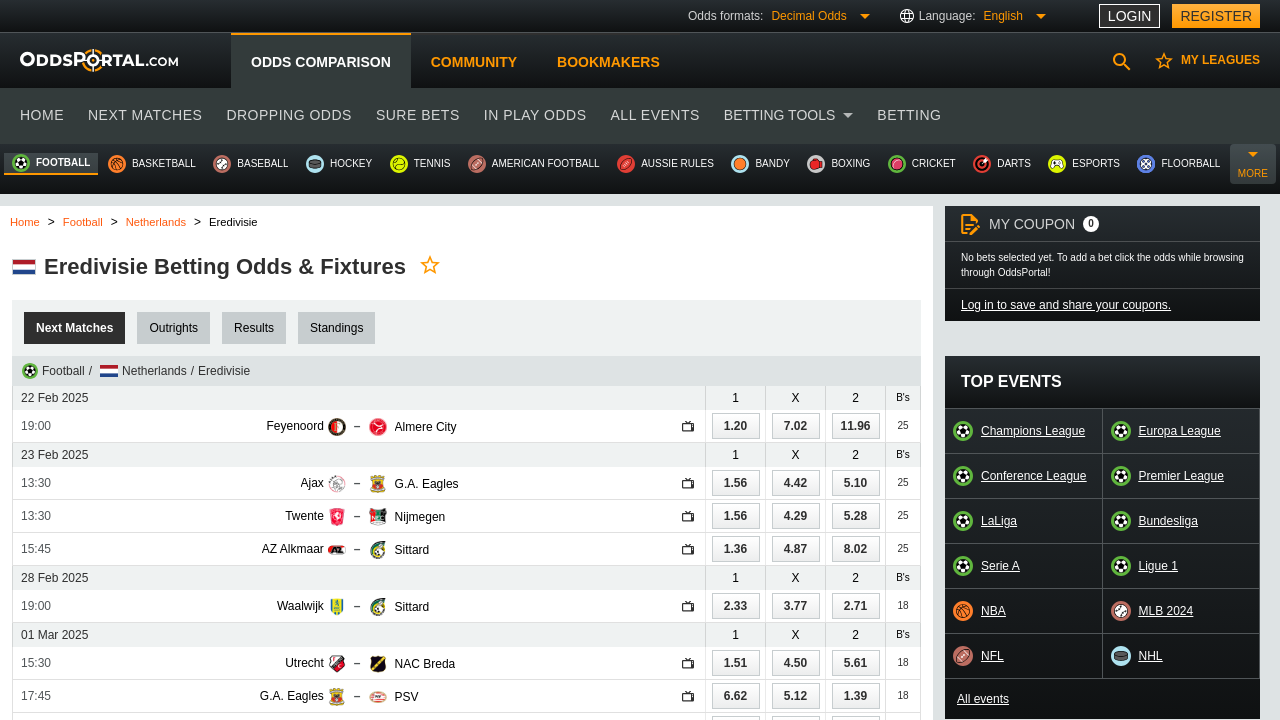 Odds formats: Decimal Odds Language: English LOGIN REGISTER
ODDSPORTAL.COM ODDS COMPARISON COMMUNITY BOOKMAKERS MY LEAGUES
HOME NEXT MATCHES DROPPING ODDS SURE BETS IN PLAY ODDS ALL EVENTS BETTING TOOLS BETTING
FOOTBALL BASKETBALL BASEBALL HOCKEY TENNIS AMERICAN FOOTBALL AUSSIE RULES BANDY BOXING CRICKET DARTS ESPORTS FLOORBALL MORE
Home > Football > Netherlands > Eredivisie
Eredivisie Betting Odds & Fixtures
Next Matches Outrights Results Standings
Football / Netherlands / Eredivisie
22 Feb 2025 1 X 2 B's
19:00 Feyenoord – Almere City 1.20 7.02 11.96 25
23 Feb 2025 1 X 2 B's
13:30 Ajax – G.A. Eagles 1.56 4.42 5.10 25
13:30 Twente – Nijmegen 1.56 4.29 5.28 25
15:45 AZ Alkmaar – Sittard 1.36 4.87 8.02 25
28 Feb 2025 1 X 2 B's
19:00 Waalwijk – Sittard 2.33 3.77 2.71 18
01 Mar 2025 1 X 2 B's
15:30 Utrecht – NAC Breda 1.51 4.50 5.61 18
17:45 G.A. Eagles – PSV 6.62 5.12 1.39 18
MY COUPON 0
No bets selected yet. To add a bet click the odds while browsing
through OddsPortal!
Log in to save and share your coupons.
TOP EVENTS
Champions League Europa League
Conference League Premier League
LaLiga Bundesliga
Serie A Ligue 1
NBA MLB 2024
NFL NHL
All events